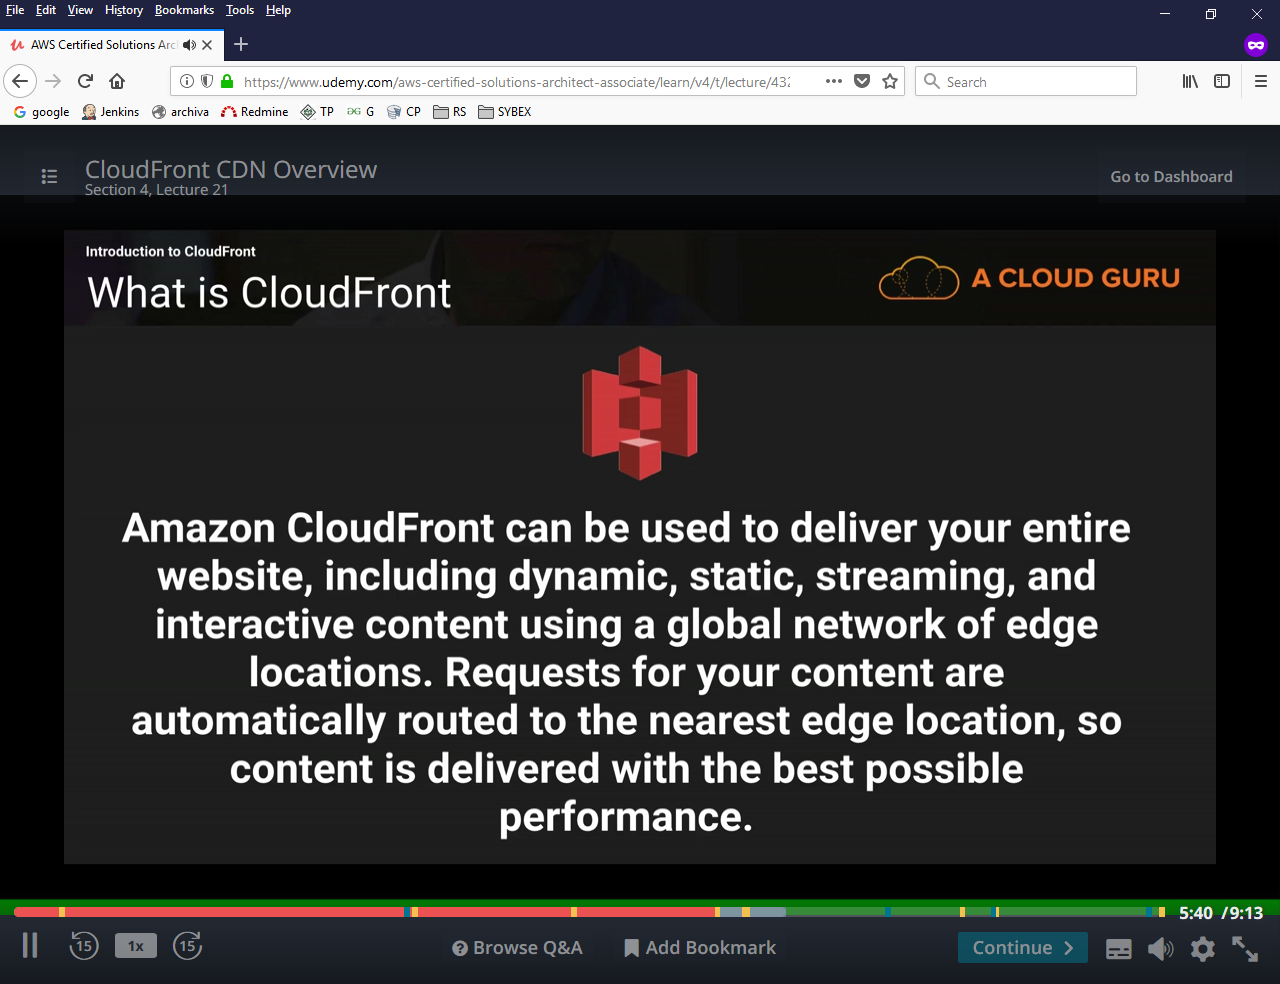 File Edit View History Bookmarks Tools Help
AWS Certified Solutions Arc
https://www.udemy.com/aws-certified-solutions-architect-associate/learn/v4/t/lecture/432
Search
google Jenkins archiva Redmine TP G CP RS SYBEX
CloudFront CDN Overview
Section 4, Lecture 21
Go to Dashboard
Introduction to CloudFront
What is CloudFront
A CLOUD GURU
Amazon CloudFront can be used to deliver your entire
website, including dynamic, static, streaming, and
interactive content using a global network of edge
locations. Requests for your content are
automatically routed to the nearest edge location, so
content is delivered with the best possible
performance.
5:40 /9:13
15 1x 15 Browse Q&A Add Bookmark Continue